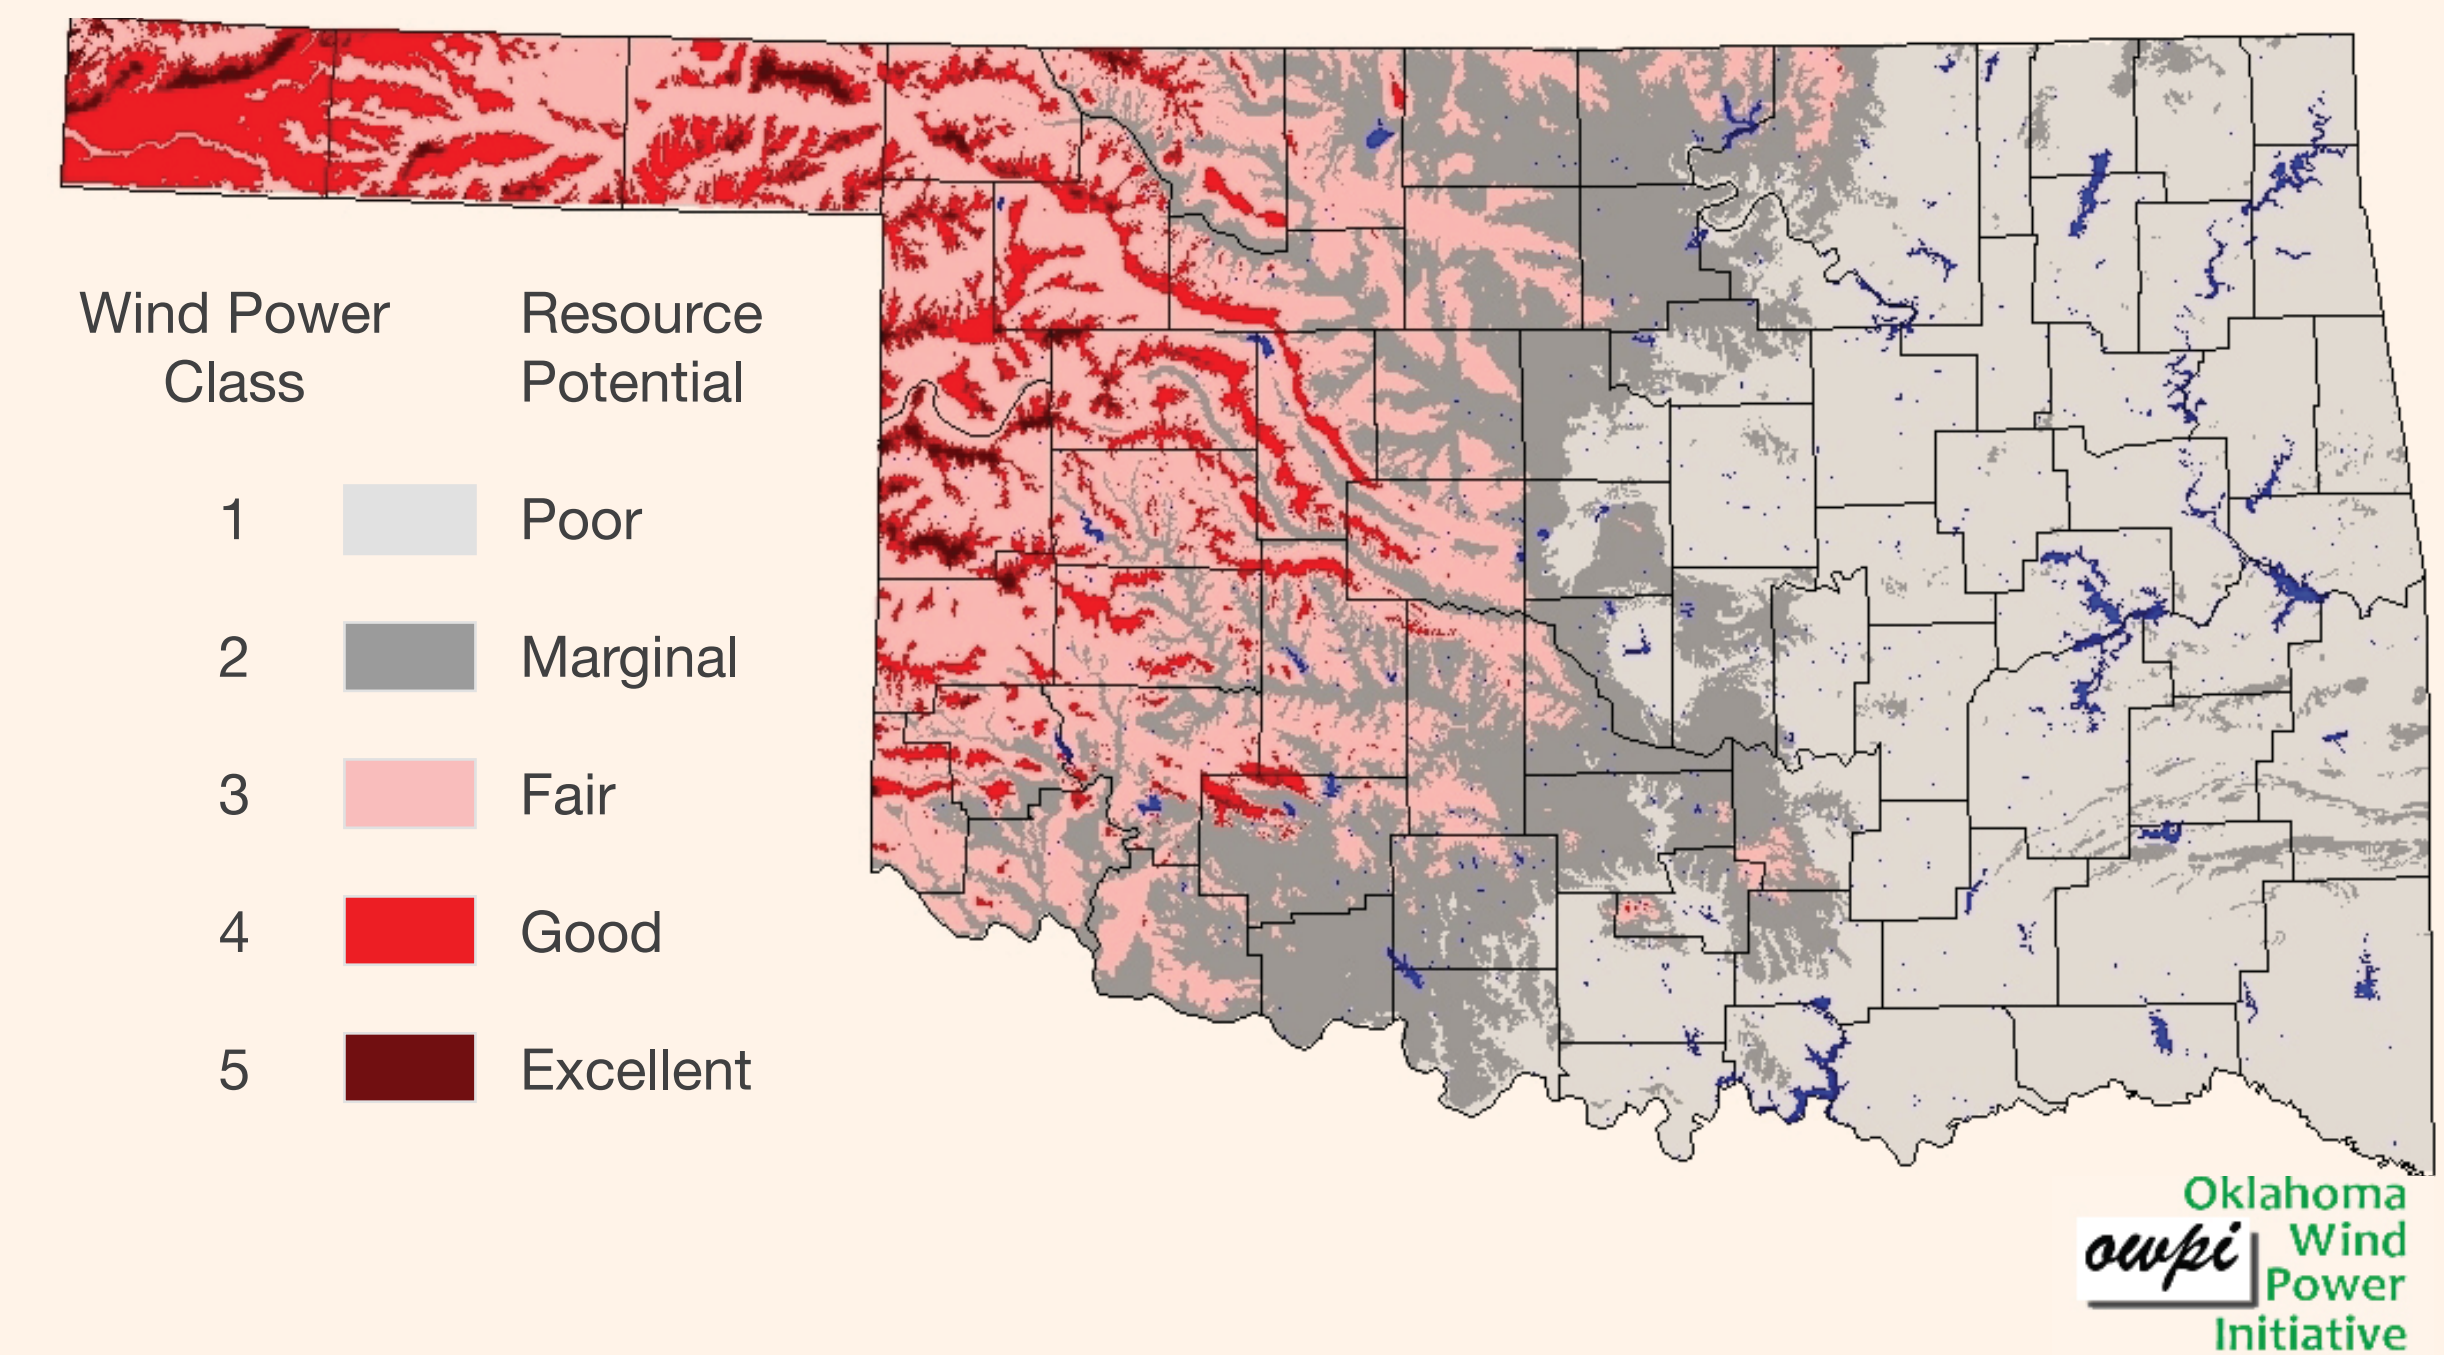 Wind Power
Class
Resource
Potential
1 Poor
2 Marginal
3 Fair
4 Good
5 Excellent
owpi
Oklahoma
Wind
Power
Initiative